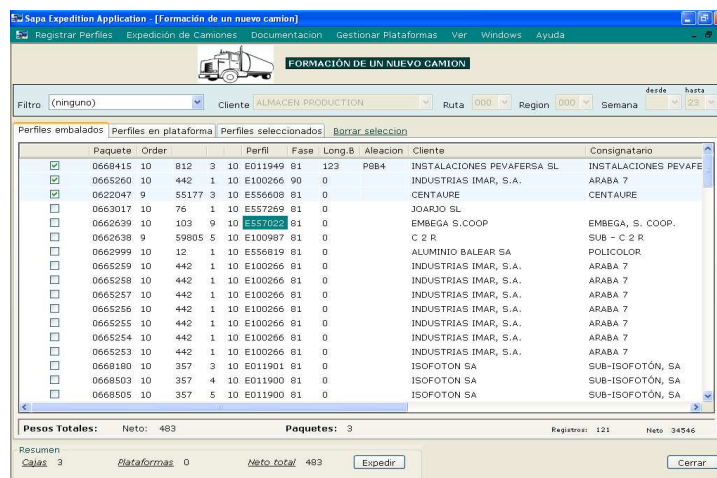 Sapa Expedition Application - [Formación de un nuevo camion]
Registrar Perfiles Expedición de Camiones Documentacion Gestionar Plataformas Ver Windows Ayuda
FORMACIÓN DE UN NUEVO CAMION
desde hasta
Filtro (ninguno) Cliente ALMACEN PRODUCTION Ruta 000 Region 000 Semana 23
Perfiles embalados Perfiles en plataforma Perfiles seleccionados Borrar seleccion
Paquete Order Perfil Fase Long.B Aleacion Cliente Consignatario
0668415 10 812 3 10 E011949 81 123 P8B4 INSTALACIONES PEVAFERSA SL INSTALACIONES PEVAFE
0665260 10 442 1 10 E100266 90 0 INDUSTRIAS IMAR, S.A. ARABA 7
0622047 9 55177 3 10 E556608 81 0 CENTAURE CENTAURE
0663017 10 76 1 10 E557269 81 0 JOARJO SL
0662639 10 103 9 10 E557022 81 0 EMBEGA S.COOP EMBEGA, S. COOP.
0662638 9 59805 5 10 E100987 81 0 C 2 R SUB - C 2 R
0662999 10 12 1 10 E556819 81 0 ALUMINIO BALEAR SA POLICOLOR
0665259 10 442 1 10 E100266 81 0 INDUSTRIAS IMAR, S.A. ARABA 7
0665258 10 442 1 10 E100266 81 0 INDUSTRIAS IMAR, S.A. ARABA 7
0665257 10 442 1 10 E100266 81 0 INDUSTRIAS IMAR, S.A. ARABA 7
0665256 10 442 1 10 E100266 81 0 INDUSTRIAS IMAR, S.A. ARABA 7
0665255 10 442 1 10 E100266 81 0 INDUSTRIAS IMAR, S.A. ARABA 7
0665254 10 442 1 10 E100266 81 0 INDUSTRIAS IMAR, S.A. ARABA 7
0665253 10 442 1 10 E100266 81 0 INDUSTRIAS IMAR, S.A. ARABA 7
0668180 10 357 3 10 E011901 81 0 ISOFOTON SA SUB-ISOFOTÓN, SA
0668503 10 357 4 10 E011900 81 0 ISOFOTON SA SUB-ISOFOTÓN, SA
0668505 10 357 5 10 E011900 81 0 ISOFOTON SA SUB-ISOFOTÓN, SA
Pesos Totales: Neto: 483 Paquetes: 3 Registros: 121 Neto 34546
Resumen
Cajas 3 Plataformas 0 Neto total 483 Expedir Cerrar